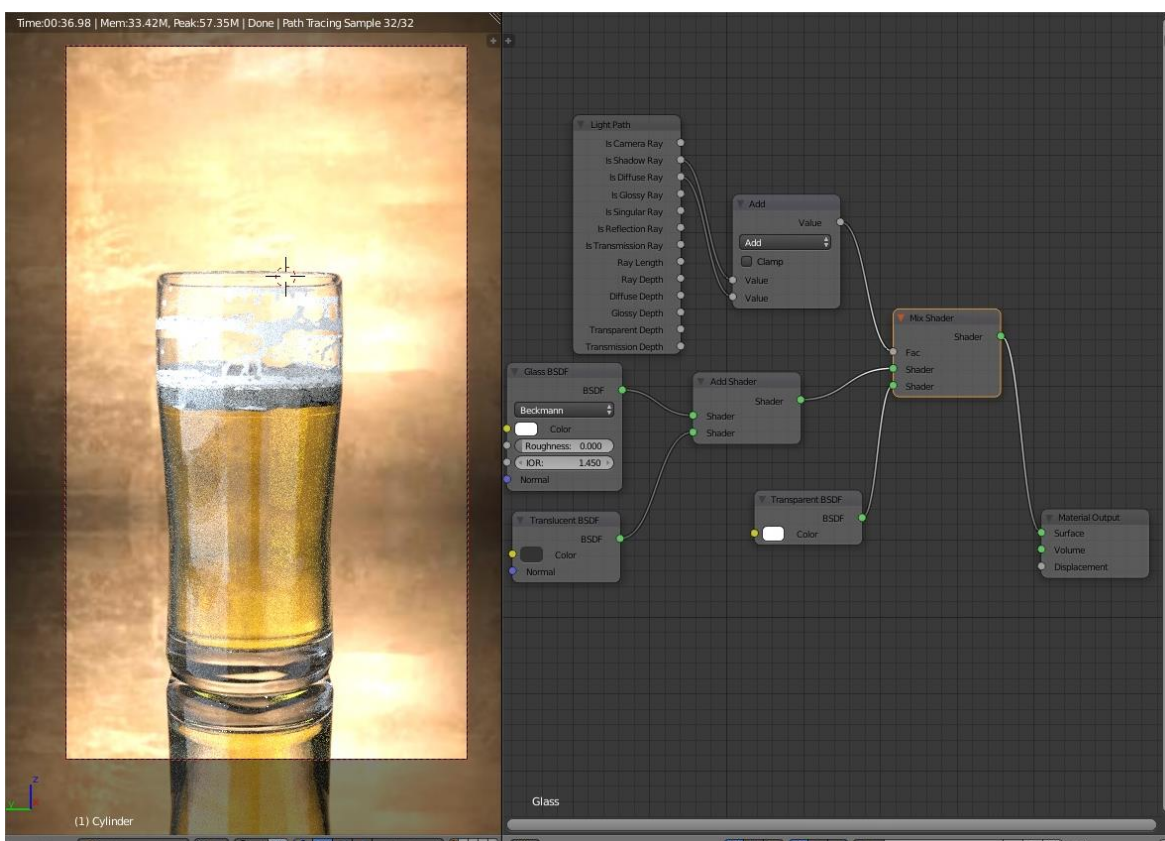 Time:00:36.98 | Mem:33.42M, Peak:57.35M | Done | Path Tracing Sample 32/32
Light Path
Is Camera Ray
Is Shadow Ray
Is Diffuse Ray
Is Glossy Ray
Is Singular Ray
Is Reflection Ray
Is Transmission Ray
Ray Length
Ray Depth
Diffuse Depth
Glossy Depth
Transparent Depth
Transmission Depth
Add
Value
Add
Clamp
Value
Value
Mix Shader
Shader
Fac
Shader
Shader
Glass BSDF
BSDF
Beckmann
Color
Roughness: 0.000
IOR: 1.450
Normal
Add Shader
Shader
Shader
Shader
Translucent BSDF
BSDF
Color
Normal
Transparent BSDF
BSDF
Color
Material Output
Surface
Volume
Displacement
z
y
(1) Cylinder
Glass